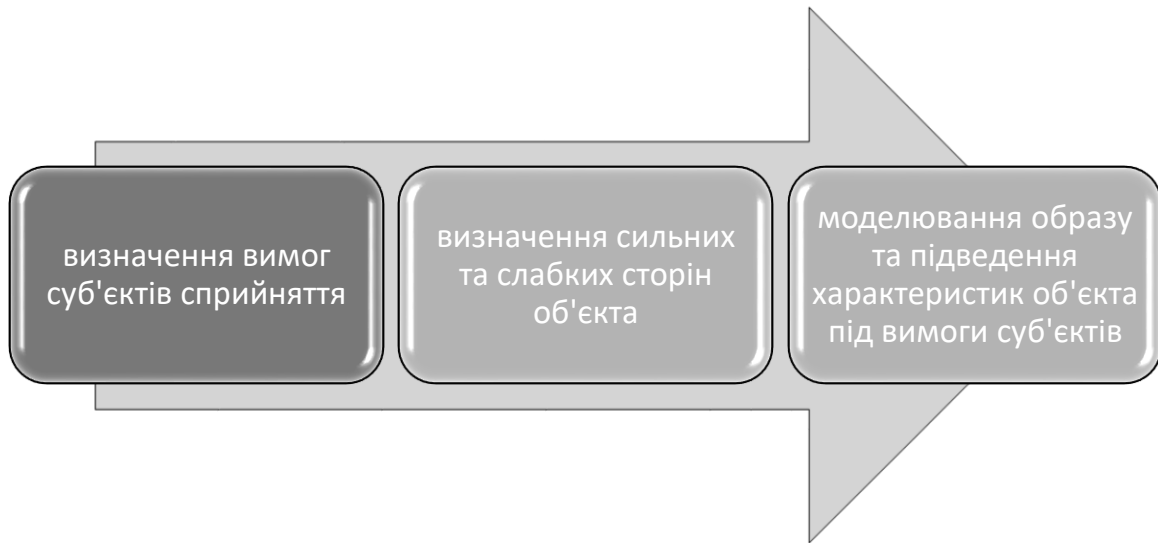 визначення вимог
суб'єктів сприйняття
визначення сильних
та слабких сторін
об'єкта
моделювання образу
та підведення
характеристик об'єкта
під вимоги суб'єктів